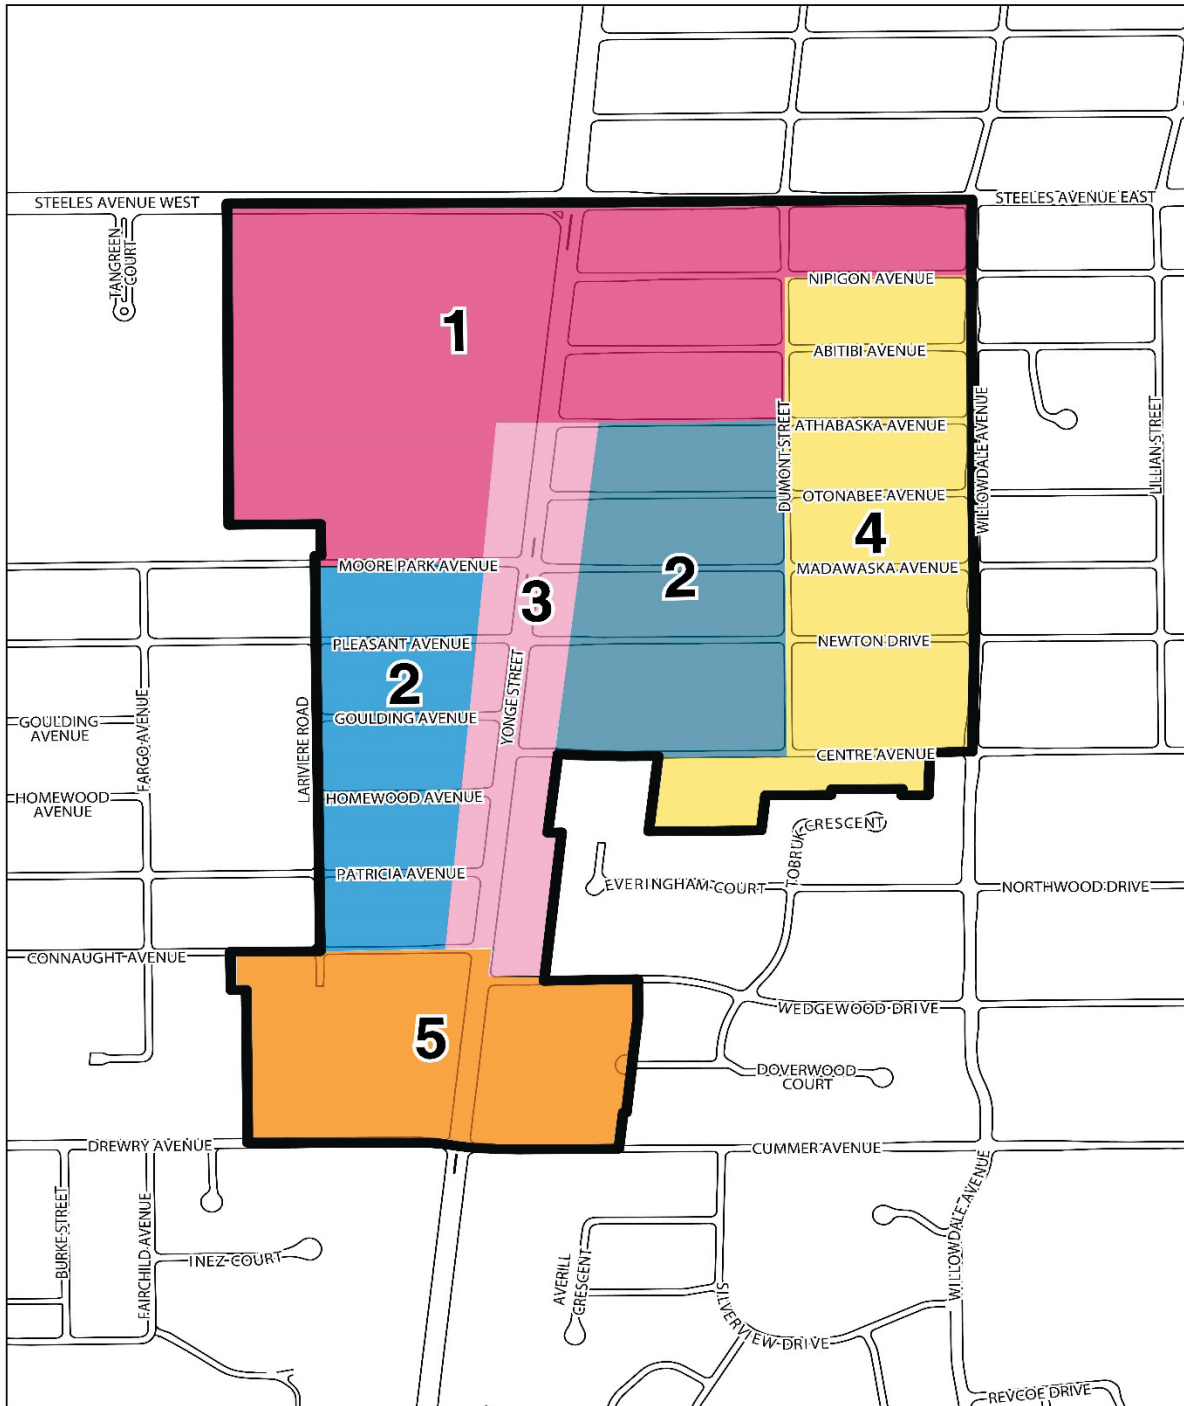 STEELES AVENUE WEST
STEELES AVENUE EAST
TANGREEN
COURT
NIPIGON AVENUE
1
ABITIBI AVENUE
DUMONT STREET
WILLOWDALE AVENUE
LILLIAN STREET
ATHABASKA AVENUE
OTONABEE AVENUE
4
MOORE PARK AVENUE
MADAWASKA AVENUE
3
2
PLEASANT AVENUE
NEWTON DRIVE
YONGE STREET
2
LARIVIERE ROAD
FARGO AVENUE
GOULDING
AVENUE
GOULDING AVENUE
CENTRE AVENUE
HOMEWOOD
AVENUE
HOMEWOOD AVENUE
TOBRUK CRESCENT
PATRICIA AVENUE
EVERINGHAM COURT
NORTHWOOD DRIVE
CONNAUGHT AVENUE
WEDGEWOOD DRIVE
5
DOVERWOOD
COURT
DREWRY AVENUE
CUMMER AVENUE
BURKE STREET
FAIRCHILD AVENUE
INEZ COURT
AVERILL
CRESCENT
WILLOWDALE AVENUE
SILVERVIEW DRIVE
REVCOE DRIVE